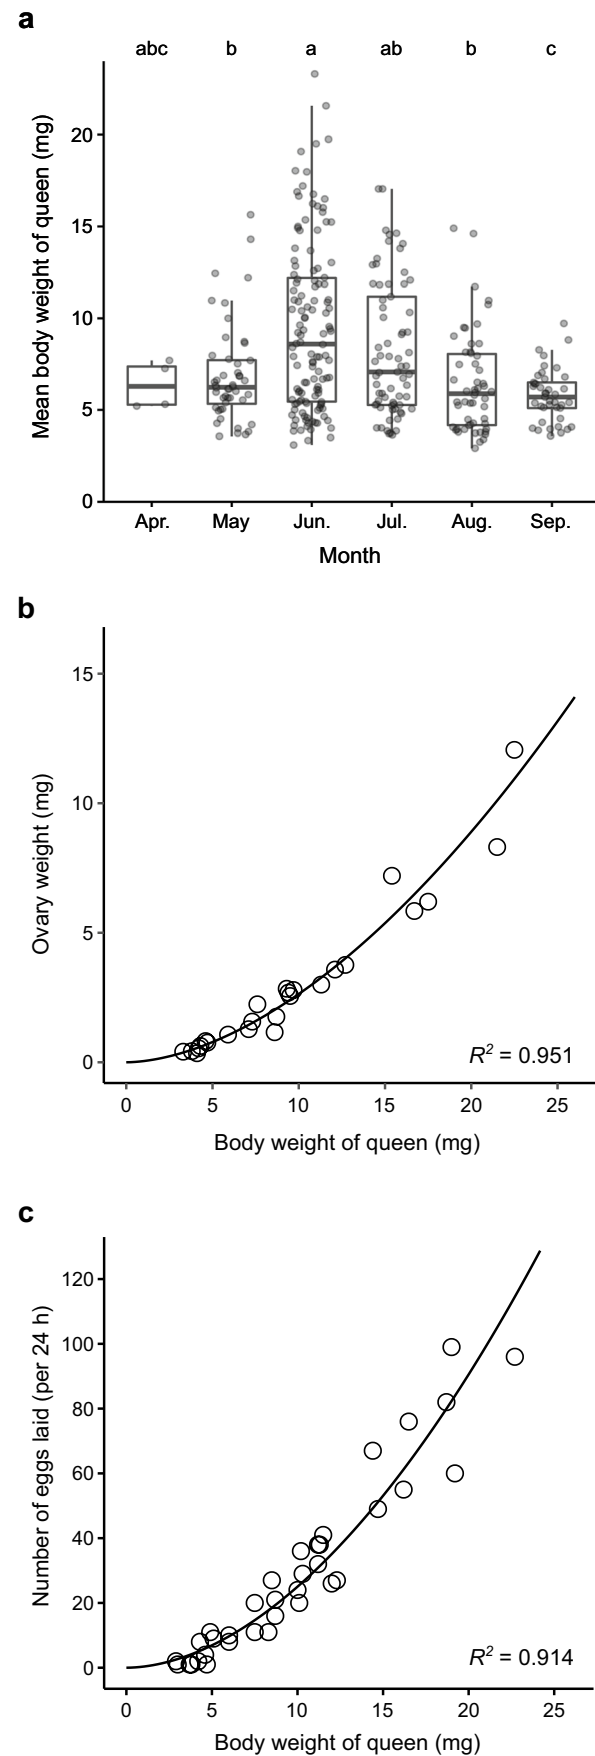 a
abc b a ab b c
Mean body weight of queen (mg)
20
15
10
5
0
Apr. May Jun. Jul. Aug. Sep.
Month
b
Ovary weight (mg)
15
10
5
0
R² = 0.951
0 5 10 15 20 25
Body weight of queen (mg)
c
Number of eggs laid (per 24 h)
120
100
80
60
40
20
0
R² = 0.914
0 5 10 15 20 25
Body weight of queen (mg)